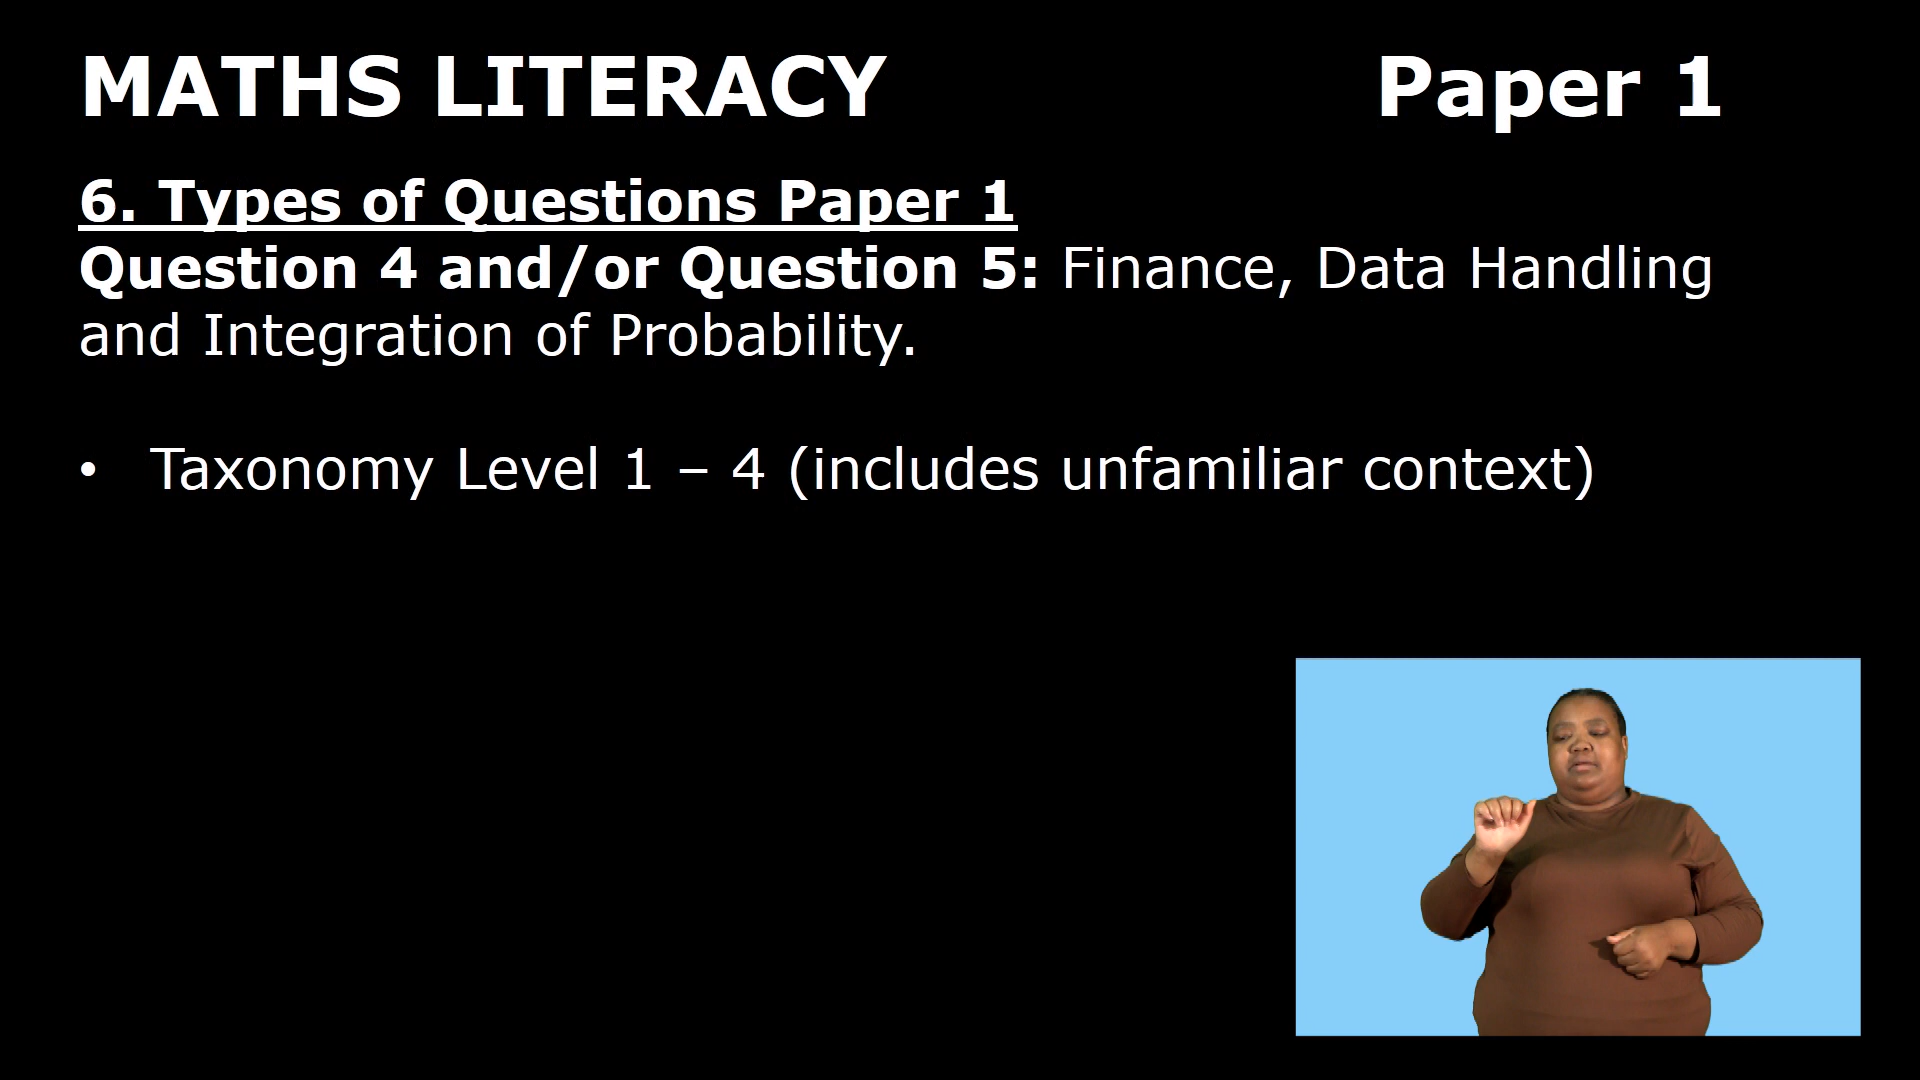 MATHS LITERACY Paper 1
6. Types of Questions Paper 1
Question 4 and/or Question 5: Finance, Data Handling
and Integration of Probability.
• Taxonomy Level 1 – 4 (includes unfamiliar context)